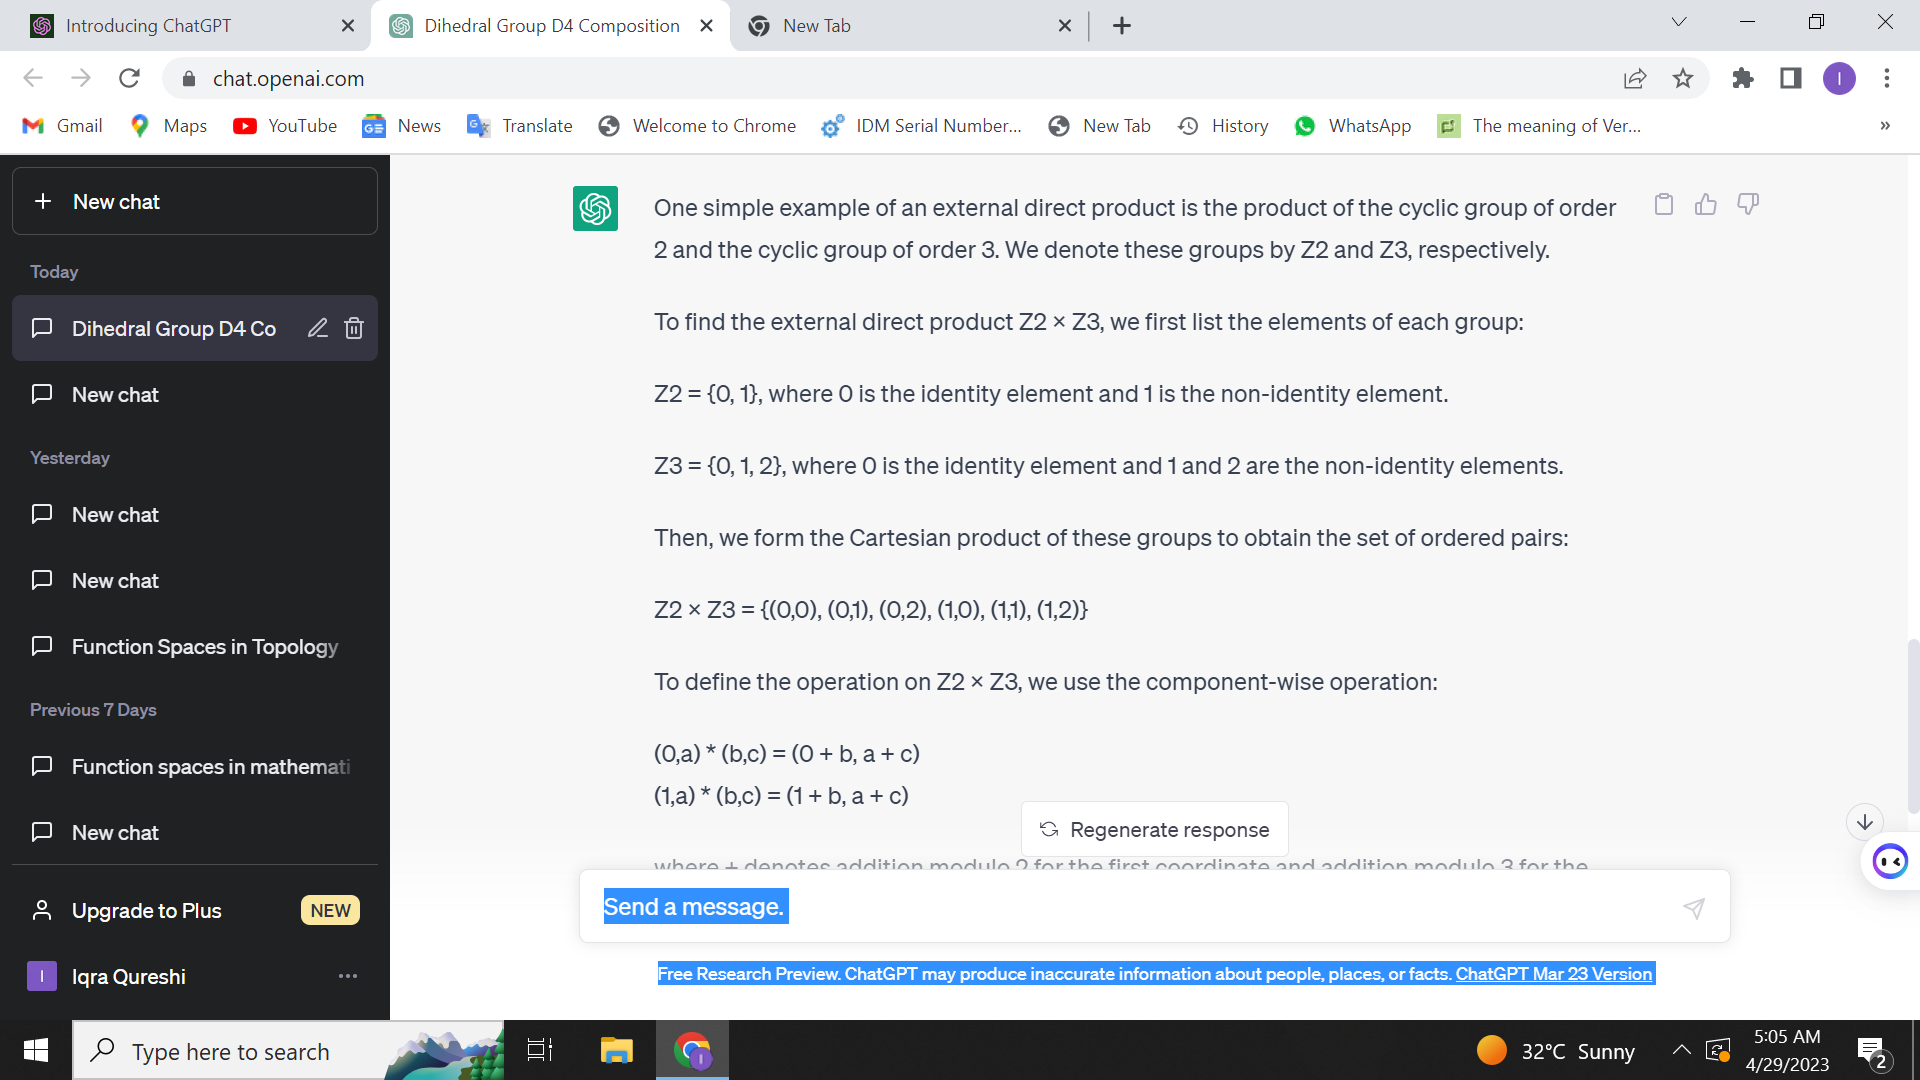 Introducing ChatGPT
Dihedral Group D4 Composition
New Tab
chat.openai.com
I
Gmail
Maps
YouTube
News
Translate
Welcome to Chrome
IDM Serial Number...
New Tab
History
WhatsApp
The meaning of Ver...
»
New chat
Today
Dihedral Group D4 Co
New chat
Yesterday
New chat
New chat
Function Spaces in Topology
Previous 7 Days
Function spaces in mathemati
New chat
Upgrade to Plus
NEW
I
Iqra Qureshi
One simple example of an external direct product is the product of the cyclic group of order
2 and the cyclic group of order 3. We denote these groups by Z2 and Z3, respectively.
To find the external direct product Z2 × Z3, we first list the elements of each group:
Z2 = {0, 1}, where 0 is the identity element and 1 is the non-identity element.
Z3 = {0, 1, 2}, where 0 is the identity element and 1 and 2 are the non-identity elements.
Then, we form the Cartesian product of these groups to obtain the set of ordered pairs:
Z2 × Z3 = {(0,0), (0,1), (0,2), (1,0), (1,1), (1,2)}
To define the operation on Z2 × Z3, we use the component-wise operation:
(0,a) * (b,c) = (0 + b, a + c)
(1,a) * (b,c) = (1 + b, a + c)
Regenerate response
where + denotes addition modulo 2 for the first coordinate and addition modulo 3 for the
Send a message.
Free Research Preview. ChatGPT may produce inaccurate information about people, places, or facts. ChatGPT Mar 23 Version
Type here to search
32°C Sunny
5:05 AM
4/29/2023
2